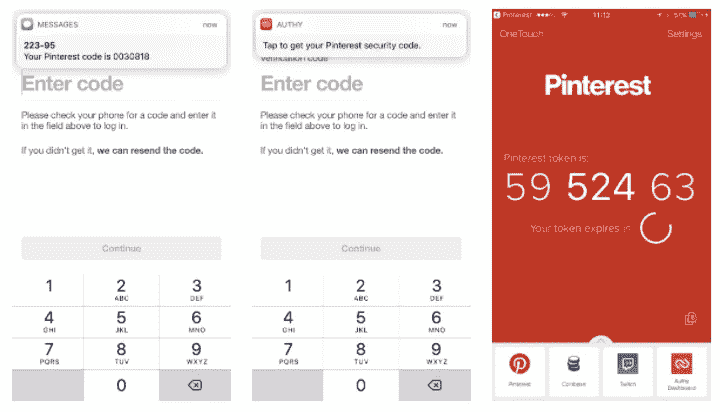 MESSAGES now
223-95
Your Pinterest code is 0030818
Enter code
Please check your phone for a code and enter it
in the field above to log in.
If you didn't get it, we can resend the code.
Continue
1 2 3
ABC DEF
4 5 6
GHI JKL MNO
7 8 9
PQRS TUV WXYZ
0
AUTHY now
Tap to get your Pinterest security code.
verification code
Enter code
Please check your phone for a code and enter it
in the field above to log in.
If you didn't get it, we can resend the code.
Continue
1 2 3
ABC DEF
4 5 6
GHI JKL MNO
7 8 9
PQRS TUV WXYZ
0
Pinterest
OneTouch Settings
Pinterest
Pinterest token is:
59 524 63
Your token expires in
Pinterest Coinbase Twitch Authy
Dashboard